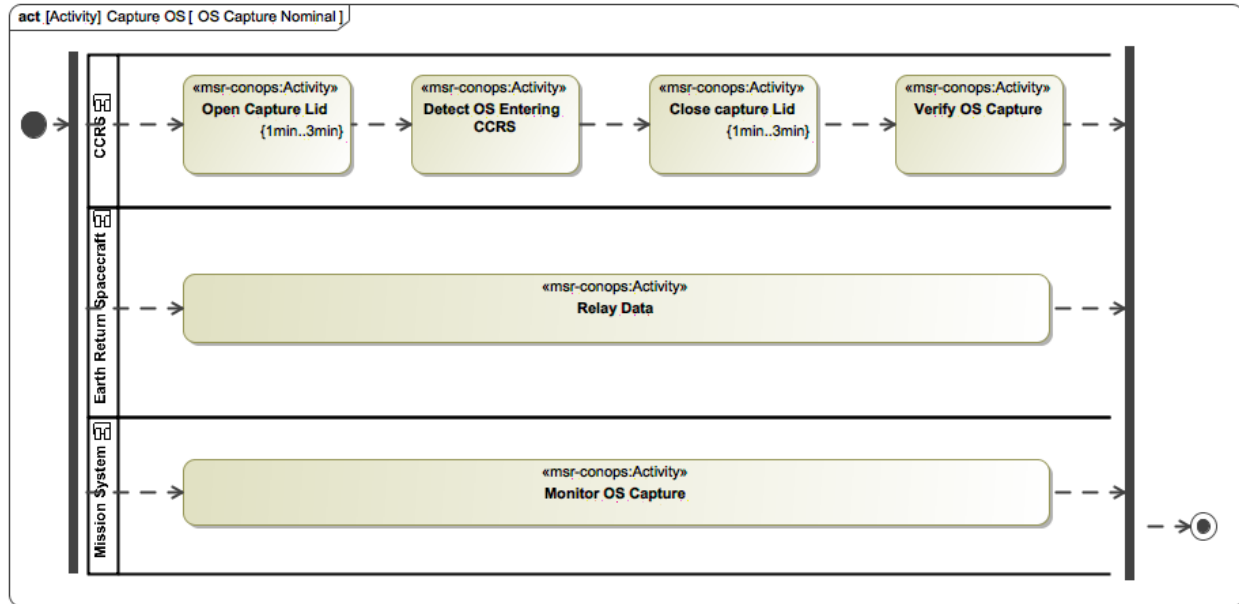 act [Activity] Capture OS [ OS Capture Nominal ]
CCRS
«msr-conops:Activity»
Open Capture Lid
{1min..3min}
«msr-conops:Activity»
Detect OS Entering
CCRS
«msr-conops:Activity»
Close capture Lid
{1min..3min}
«msr-conops:Activity»
Verify OS Capture
Earth Return Spacecraft
«msr-conops:Activity»
Relay Data
Mission System
«msr-conops:Activity»
Monitor OS Capture